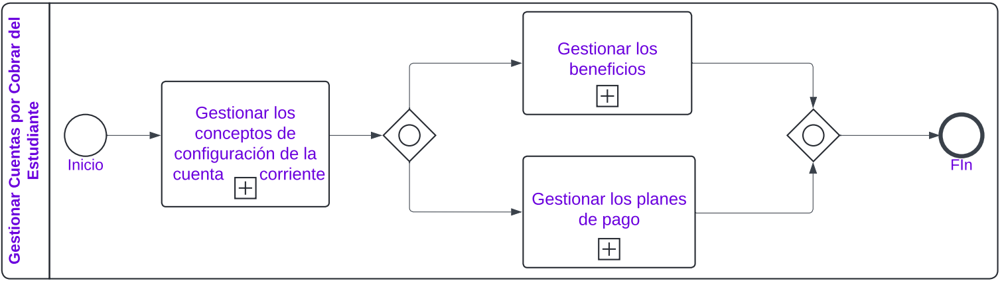 Gestionar Cuentas por Cobrar del
Estudiante
Inicio
Gestionar los
conceptos de
configuración de la
cuenta corriente
Gestionar los
beneficios
Gestionar los planes
de pago
FIn